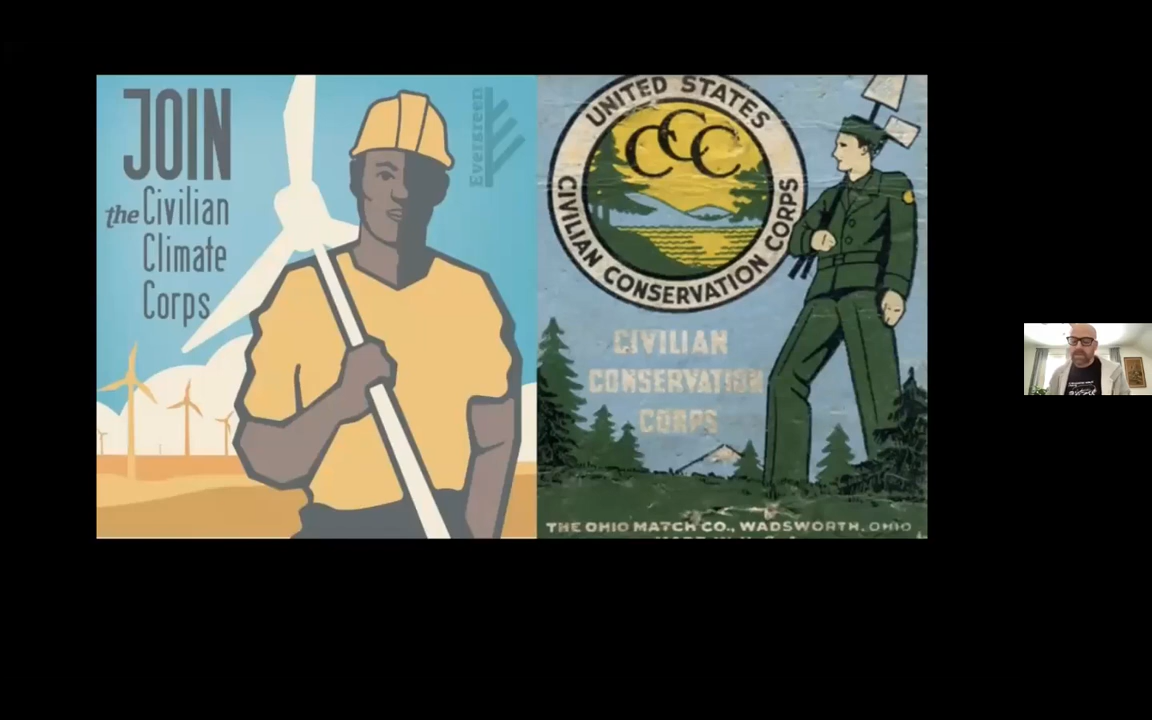 JOIN
the Civilian
Climate
Corps
Evergreen
UNITED STATES
CCC
CIVILIAN CONSERVATION CORPS
CIVILIAN
CONSERVATION
CORPS
THE OHIO MATCH CO., WADSWORTH, OHIO